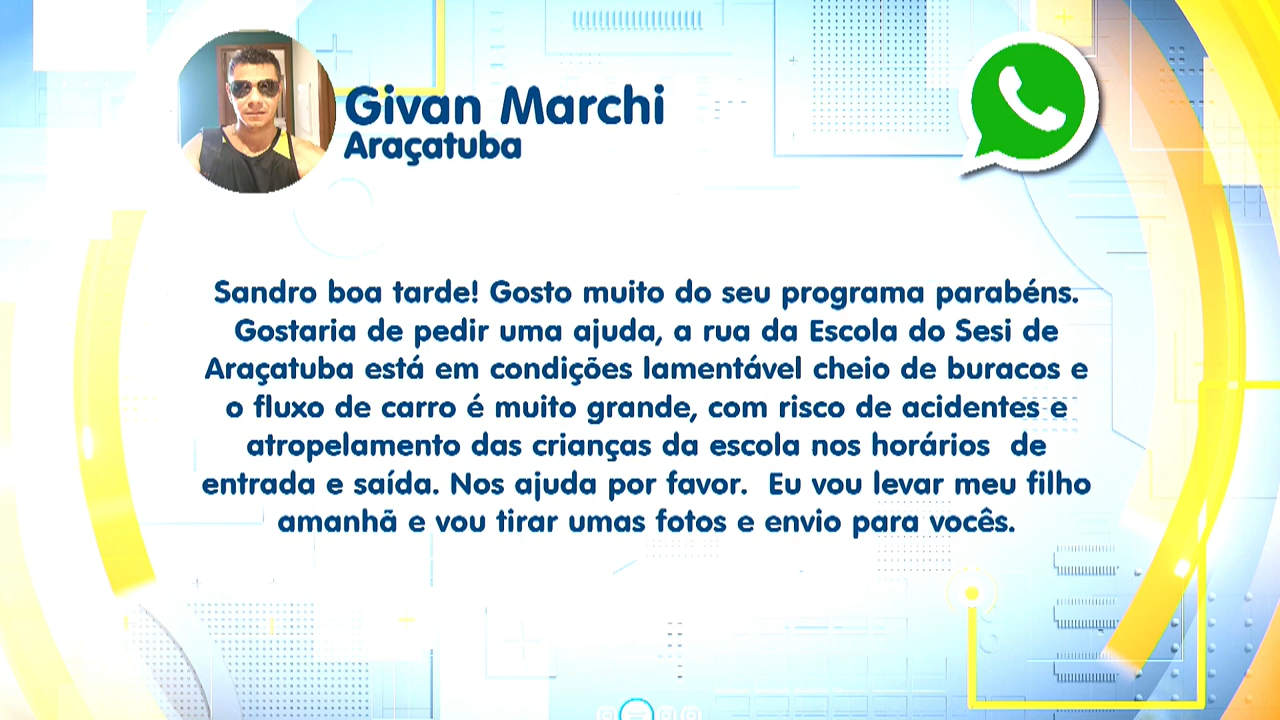 Givan Marchi
Araçatuba
Sandro boa tarde! Gosto muito do seu programa parabéns.
Gostaria de pedir uma ajuda, a rua da Escola do Sesi de
Araçatuba está em condições lamentável cheio de buracos e
o fluxo de carro é muito grande, com risco de acidentes e
atropelamento das crianças da escola nos horários  de
entrada e saída. Nos ajuda por favor.  Eu vou levar meu filho
amanhã e vou tirar umas fotos e envio para vocês.